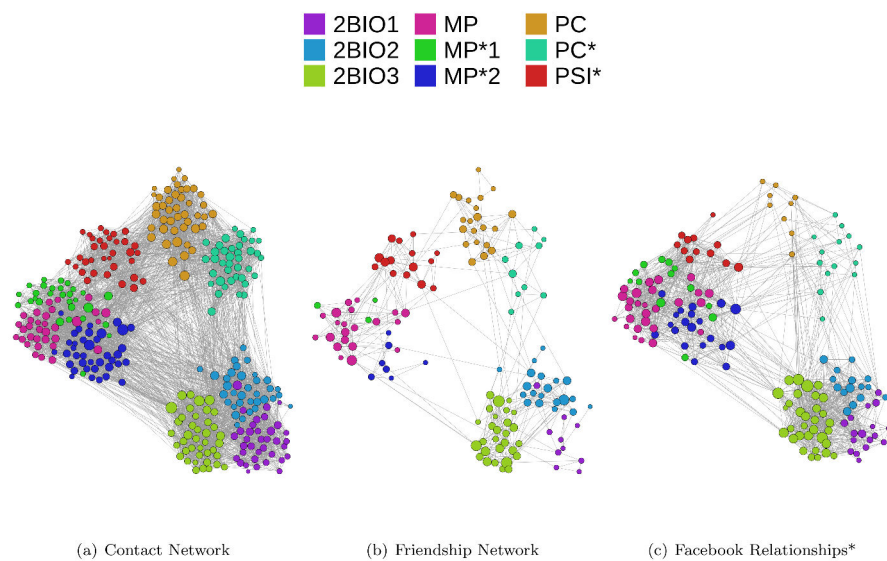 2BIO1 MP PC
2BIO2 MP*1 PC*
2BIO3 MP*2 PSI*
(a) Contact Network (b) Friendship Network (c) Facebook Relationships*